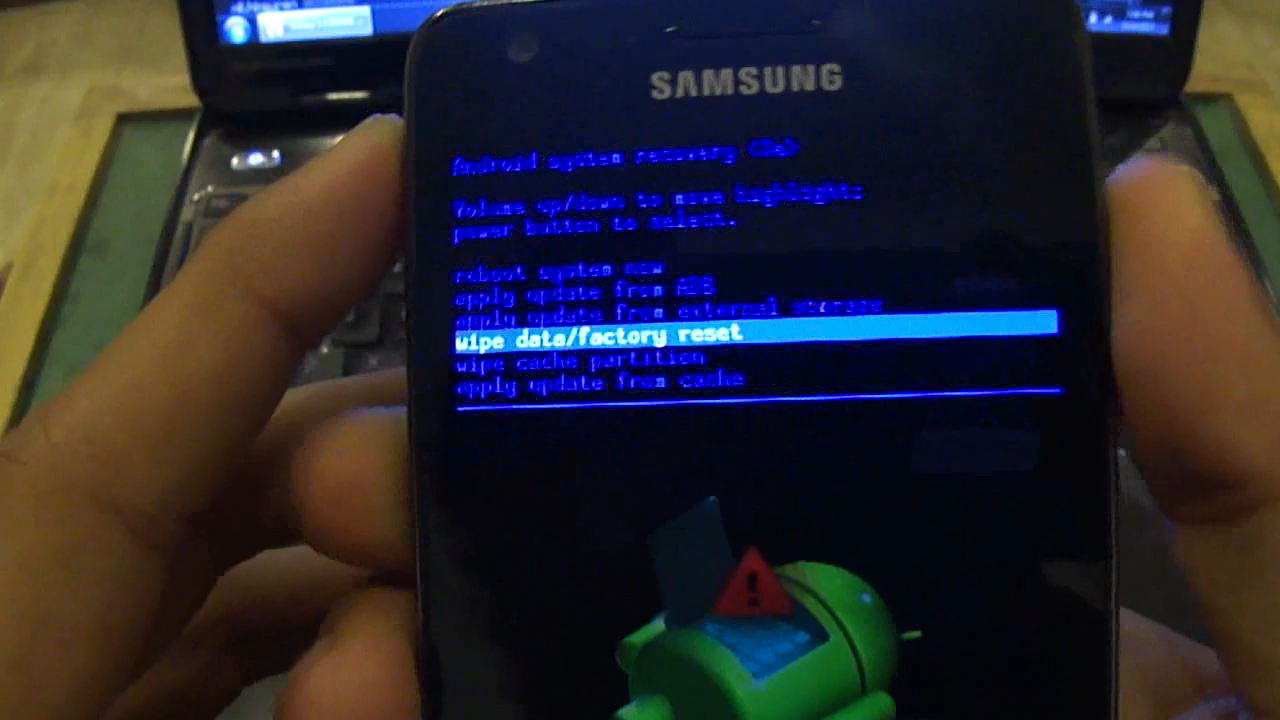 SAMSUNG
Android system recovery <3e>
Volume up/down to move highlight;
power button to select.
reboot system now
apply update from ADB
apply update from external storage
wipe data/factory reset
wipe cache partition
apply update from cache